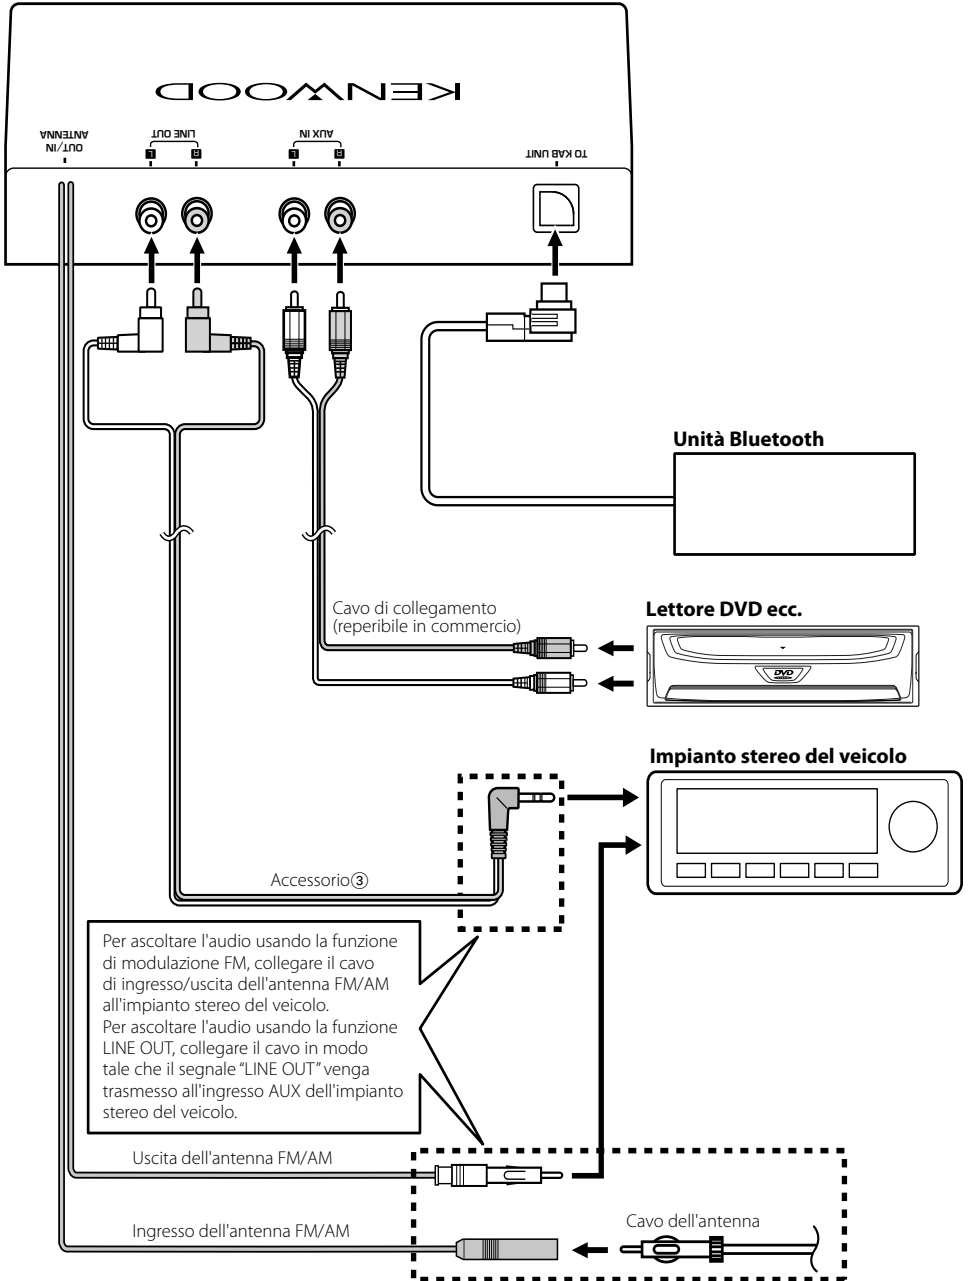 KENWOOD
OUT/IN
ANTENNA
LINE OUT
L
R
AUX IN
L
R
TO KAB UNIT
Unità Bluetooth
Cavo di collegamento
(reperibile in commercio)
Lettore DVD ecc.
DVD
Impianto stereo del veicolo
Accessorio③
Per ascoltare l'audio usando la funzione
di modulazione FM, collegare il cavo
di ingresso/uscita dell'antenna FM/AM
all'impianto stereo del veicolo.
Per ascoltare l'audio usando la funzione
LINE OUT, collegare il cavo in modo
tale che il segnale “LINE OUT” venga
trasmesso all'ingresso AUX dell'impianto
stereo del veicolo.
Uscita dell'antenna FM/AM
Ingresso dell'antenna FM/AM
Cavo dell'antenna